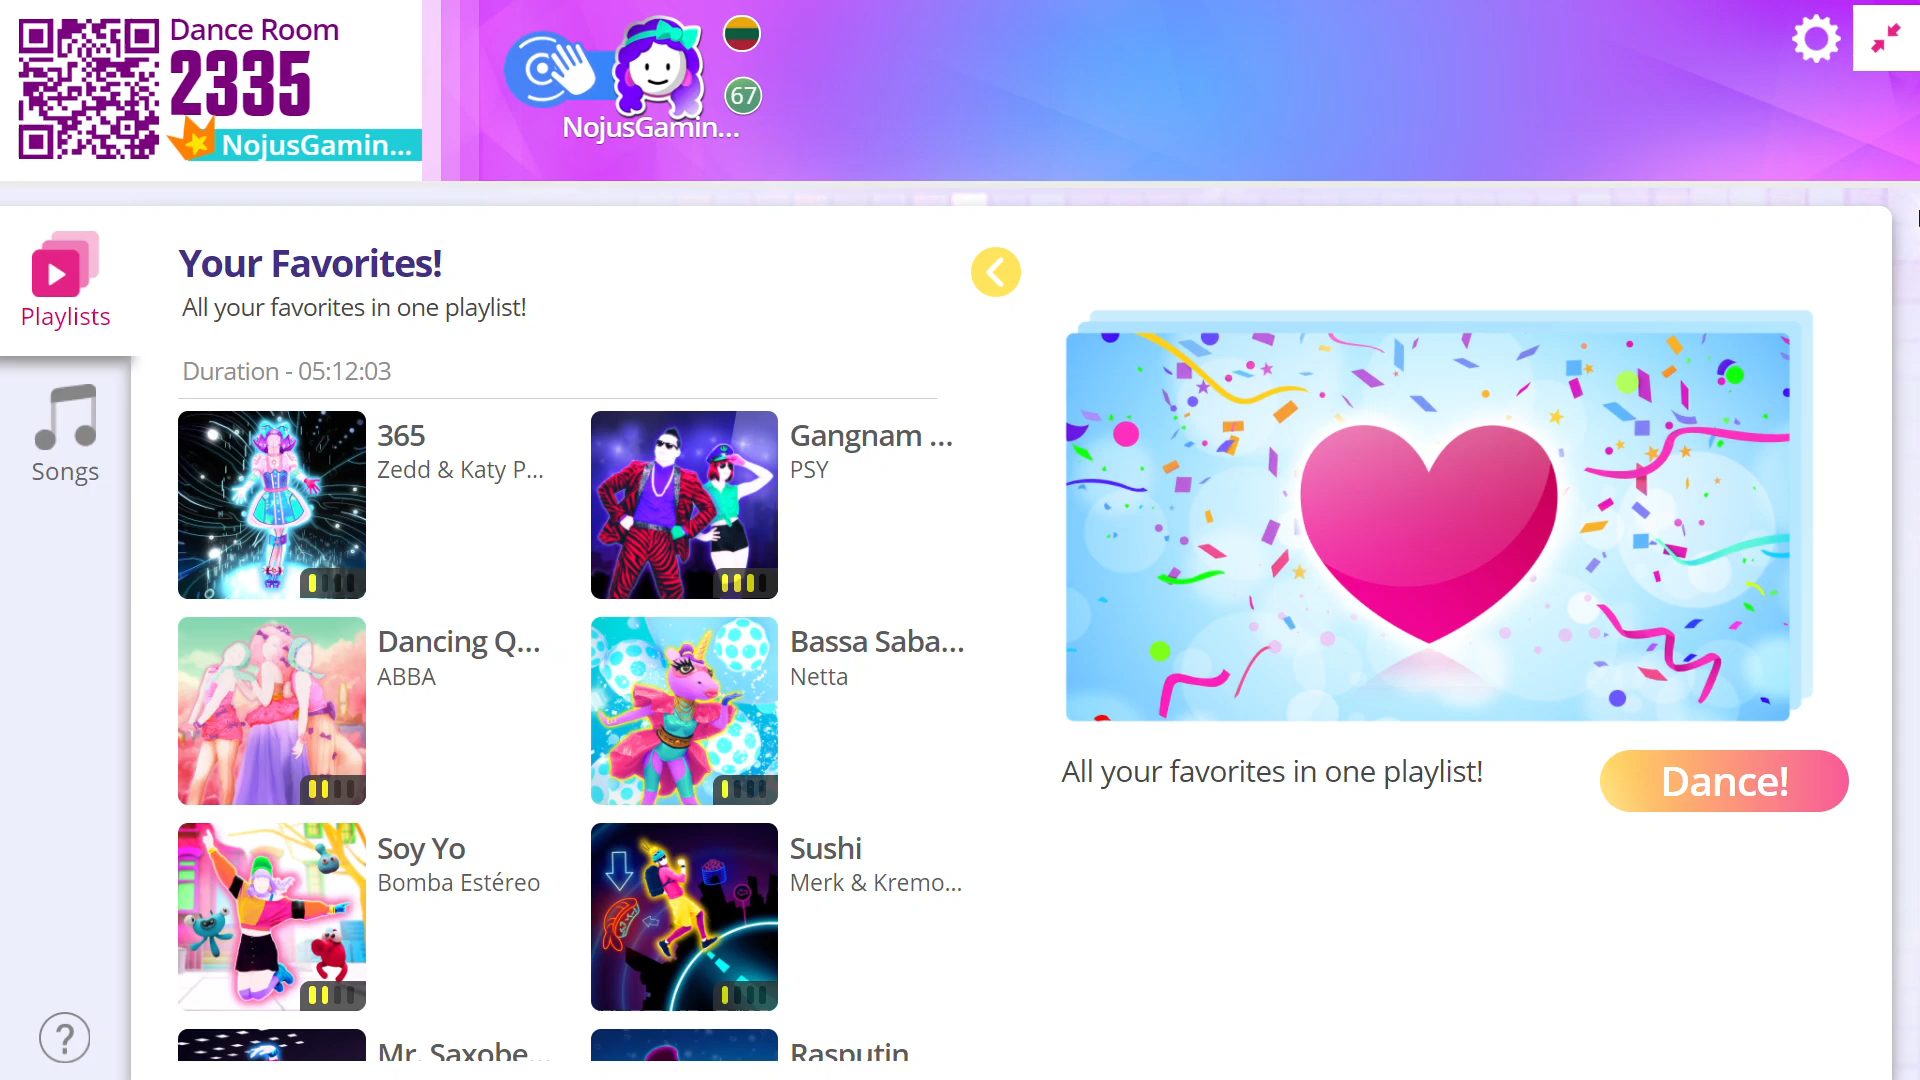 Dance Room
2335
NojusGamin...
NojusGamin...
67
Playlists
Songs
?
Your Favorites!
All your favorites in one playlist!
Duration - 05:12:03
365
Zedd & Katy P...
Gangnam ...
PSY
Dancing Q...
ABBA
Bassa Saba...
Netta
Soy Yo
Bomba Estéreo
Sushi
Merk & Kremo...
Mr. Saxobe...
Rasputin
All your favorites in one playlist!
Dance!